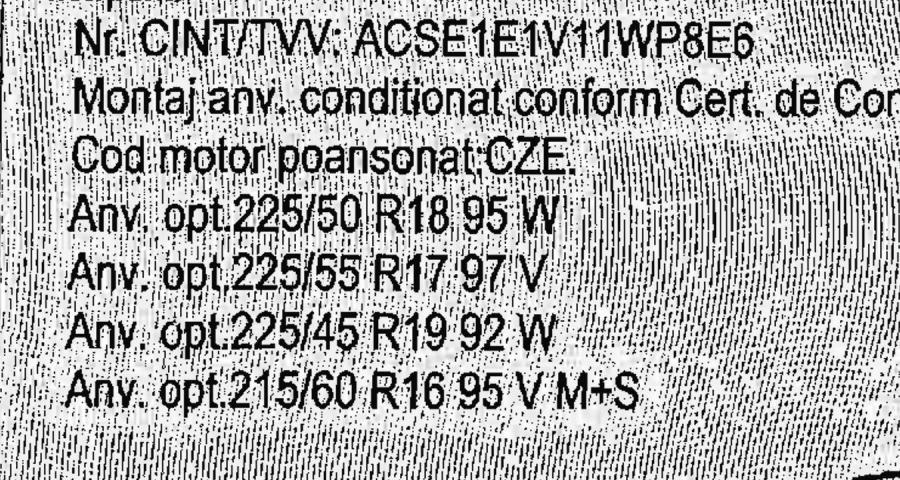 Nr. CINT/TVV: ACSE1E1V11WP8E6
Montaj anv. conditionat conform Cert. de Cor
Cod motor poansonat:CZE.
Anv. opt.225/50 R18 95 W
Anv. opt.225/55 R17 97 V
Anv. opt.225/45 R19 92 W
Anv. opt.215/60 R16 95 V M+S